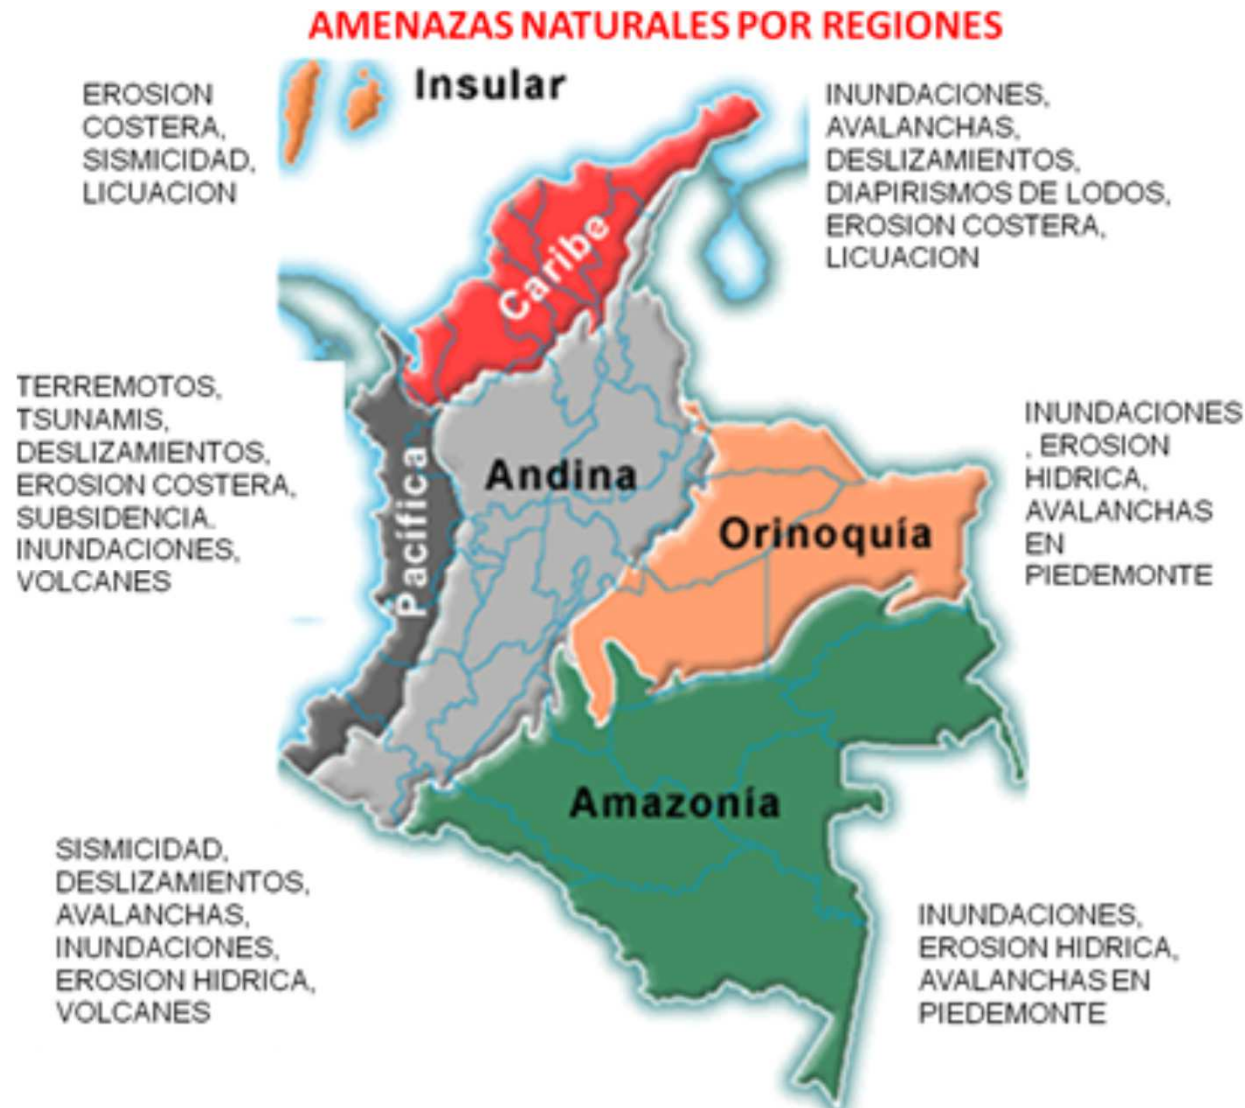 AMENAZAS NATURALES POR REGIONES
Insular
EROSION
COSTERA,
SISMICIDAD,
LICUACION
INUNDACIONES,
AVALANCHAS,
DESLIZAMIENTOS,
DIAPIRISMOS DE LODOS,
EROSION COSTERA,
LICUACION
Caribe
TERREMOTOS,
TSUNAMIS,
DESLIZAMIENTOS,
EROSION COSTERA,
SUBSIDENCIA.
INUNDACIONES,
VOLCANES
Pacífica
Andina
Orinoquía
INUNDACIONES
, EROSION
HIDRICA,
AVALANCHAS
EN
PIEDEMONTE
Amazonía
SISMICIDAD,
DESLIZAMIENTOS,
AVALANCHAS,
INUNDACIONES,
EROSION HIDRICA,
VOLCANES
INUNDACIONES,
EROSION HIDRICA,
AVALANCHAS EN
PIEDEMONTE